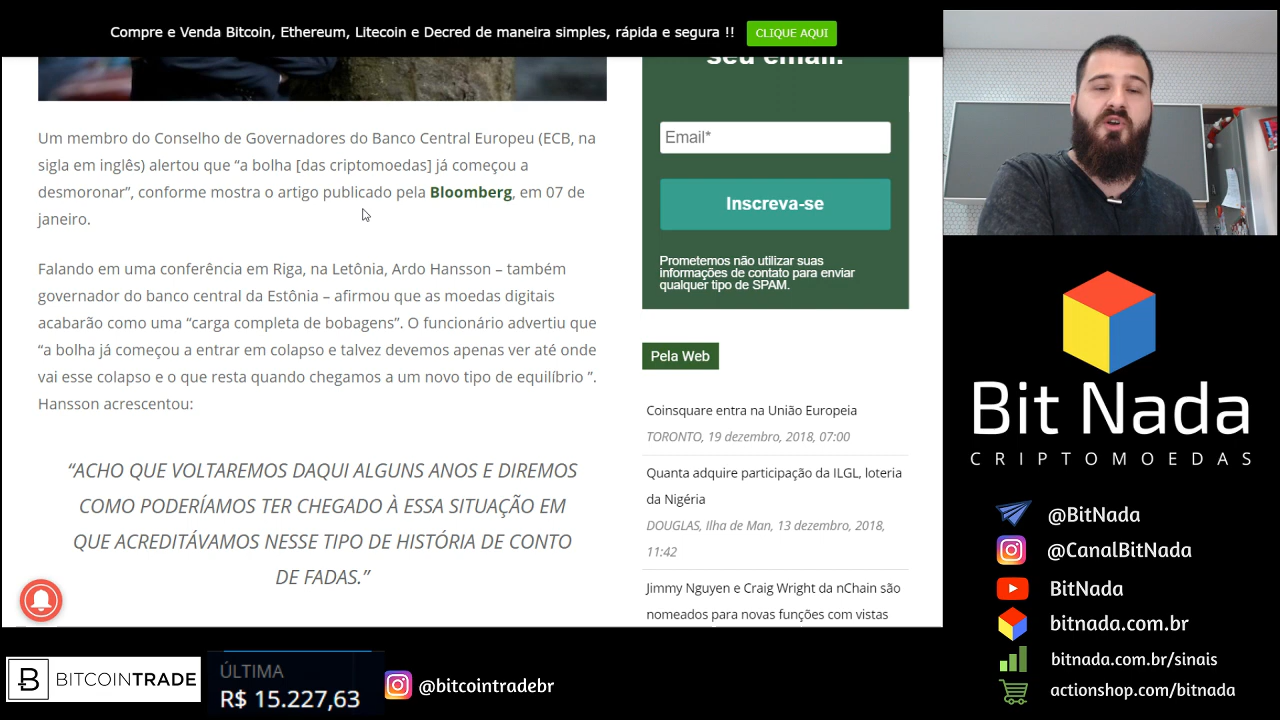 Compre e Venda Bitcoin, Ethereum, Litecoin e Decred de maneira simples, rápida e segura !!
CLIQUE AQUI
Um membro do Conselho de Governadores do Banco Central Europeu (ECB, na
sigla em inglês) alertou que “a bolha [das criptomoedas] já começou a
desmoronar”, conforme mostra o artigo publicado pela Bloomberg, em 07 de
janeiro.
Falando em uma conferência em Riga, na Letônia, Ardo Hansson – também
governador do banco central da Estônia – afirmou que as moedas digitais
acabarão como uma “carga completa de bobagens”. O funcionário advertiu que
“a bolha já começou a entrar em colapso e talvez devemos apenas ver até onde
vai esse colapso e o que resta quando chegamos a um novo tipo de equilíbrio ”.
Hansson acrescentou:
“ACHO QUE VOLTAREMOS DAQUI ALGUNS ANOS E DIREMOS
COMO PODERÍAMOS TER CHEGADO À ESSA SITUAÇÃO EM
QUE ACREDITÁVAMOS NESSE TIPO DE HISTÓRIA DE CONTO
DE FADAS.”
seu email.
Email*
Inscreva-se
Prometemos não utilizar suas
informações de contato para enviar
qualquer tipo de SPAM.
Pela Web
Coinsquare entra na União Europeia
TORONTO, 19 dezembro, 2018, 07:00
Quanta adquire participação da ILGL, loteria
da Nigéria
DOUGLAS, Ilha de Man, 13 dezembro, 2018,
11:42
Jimmy Nguyen e Craig Wright da nChain são
nomeados para novas funções com vistas
Bit Nada
CRIPTOMOEDAS
@BitNada
@CanalBitNada
BitNada
bitnada.com.br
bitnada.com.br/sinais
actionshop.com/bitnada
BITCOINTRADE
ÚLTIMA
R$ 15.227,63
@bitcointradebr